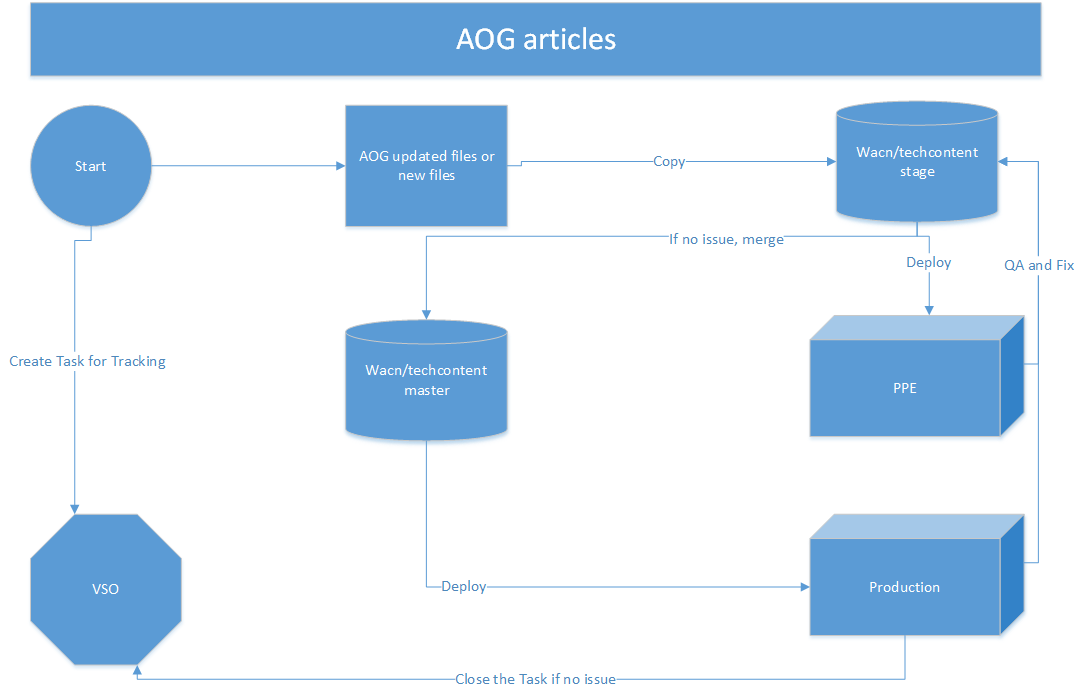 AOG articles
Start
AOG updated files or
new files
Copy
Wacn/techcontent
stage
If no issue, merge
Deploy
QA and Fix
Create Task for Tracking
Wacn/techcontent
master
PPE
VSO
Deploy
Production
Close the Task if no issue